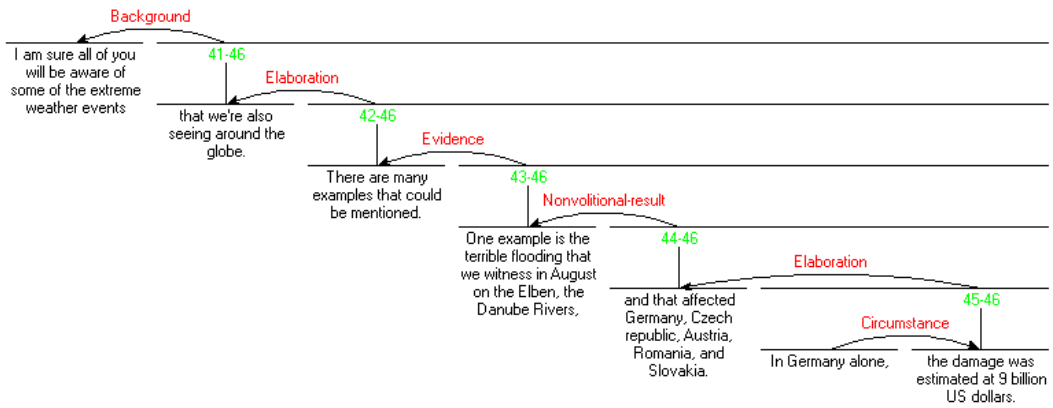 Background
I am sure all of you
will be aware of
some of the extreme
weather events
41-46
Elaboration
that we're also
seeing around the
globe.
42-46
Evidence
There are many
examples that could
be mentioned.
43-46
Nonvolitional-result
One example is the
terrible flooding that
we witness in August
on the Elben, the
Danube Rivers,
44-46
Elaboration
and that affected
Germany, Czech
republic, Austria,
Romania, and
Slovakia.
45-46
Circumstance
In Germany alone,
the damage was
estimated at 9 billion
US dollars.